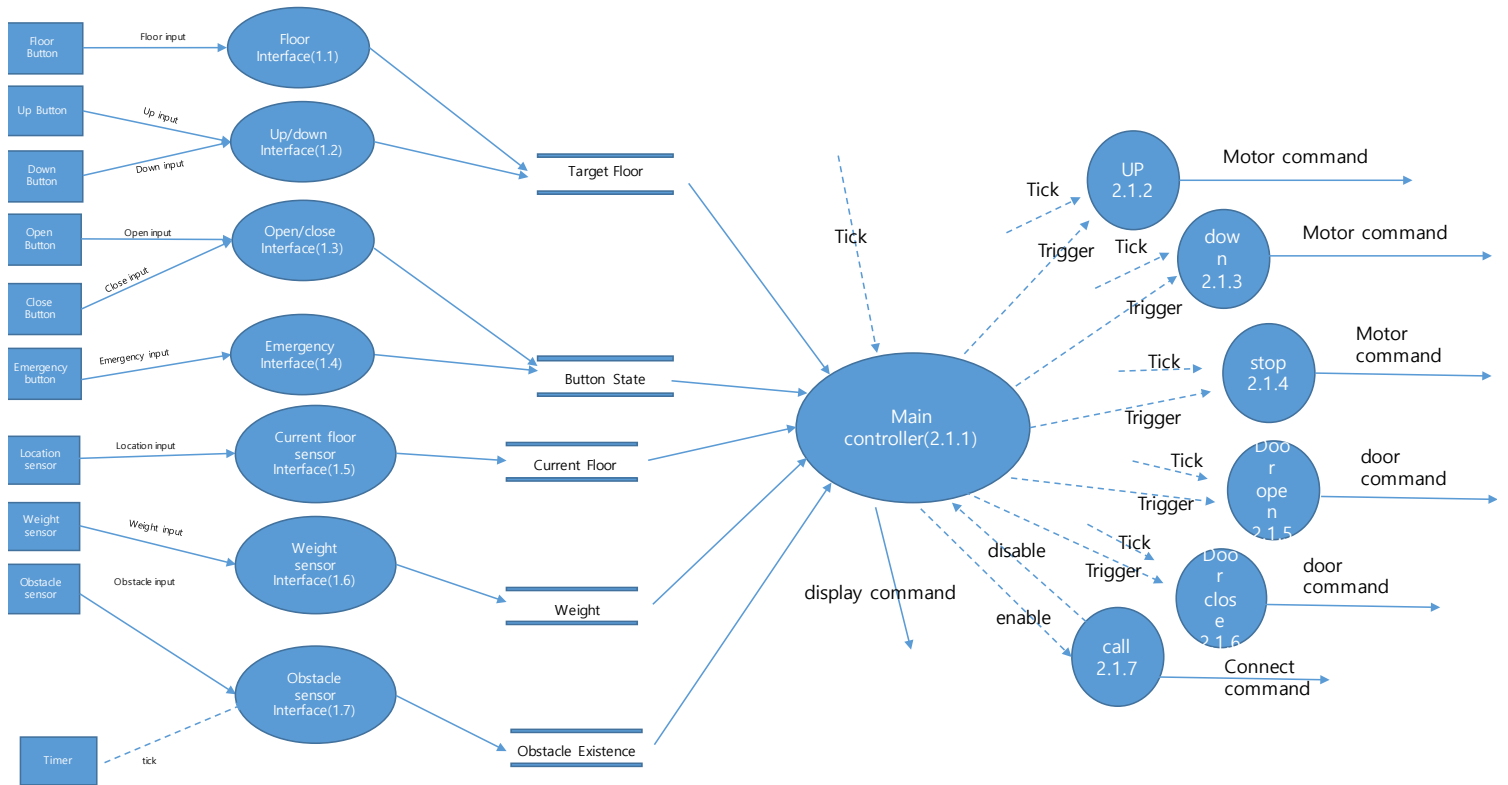 Floor
Button
Floor input
Floor
Interface(1.1)
Up Button
Up input
Up/down
Interface(1.2)
Down
Button
Down input
Open
Button
Open input
Open/close
Interface(1.3)
Close
Button
Close input
Emergency
button
Emergency input
Emergency
Interface(1.4)
Location
sensor
Location input
Current floor
sensor
Interface(1.5)
Weight
sensor
Weight input
Weight
sensor
Interface(1.6)
Obstacle
sensor
Obstacle input
Obstacle
sensor
Interface(1.7)
Timer
tick
Target Floor
Button State
Current Floor
Weight
Obstacle Existence
Tick
Main
controller(2.1.1)
display command
Tick
Trigger
UP
2.1.2
Motor command
Tick
Trigger
dow
n
2.1.3
Motor command
Tick
Trigger
stop
2.1.4
Motor
command
Tick
Trigger
Doo
r
ope
n
2.1.5
door
command
Tick
Trigger
Doo
r
clos
e
2.1.6
door
command
disable
enable
call
2.1.7
Connect
command